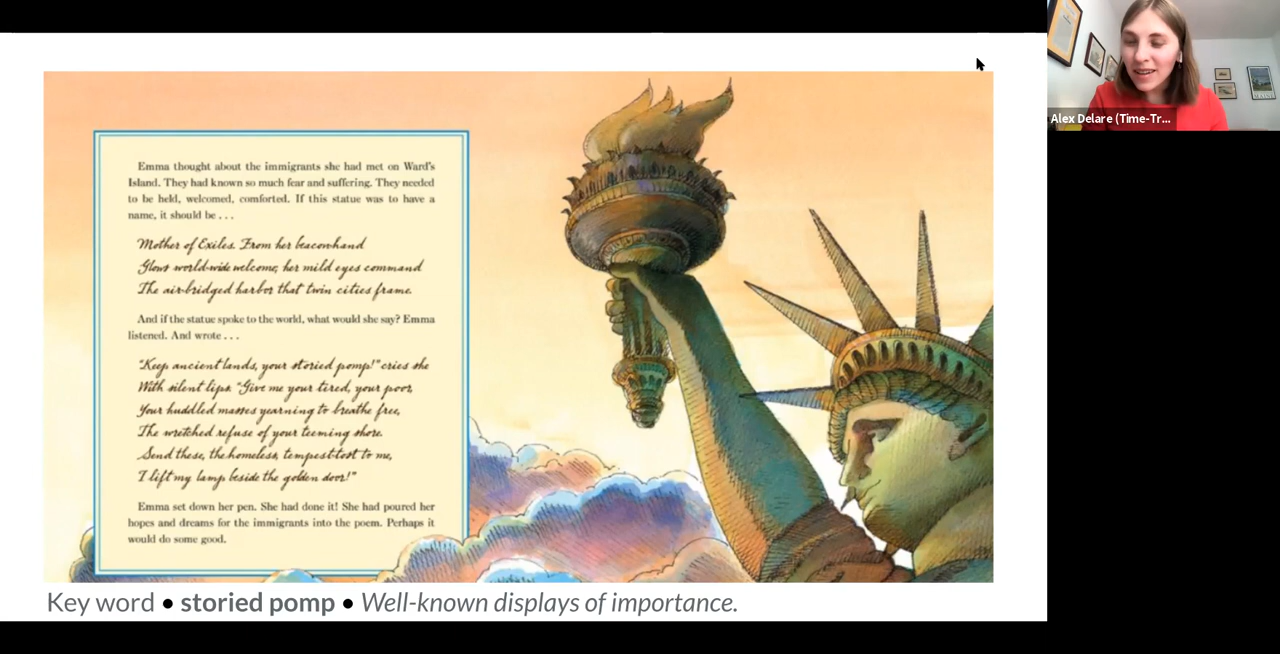 Emma thought about the immigrants she had met on Ward's
Island. They had known so much fear and suffering. They needed
to be held, welcomed, comforted. If this statue was to have a
name, it should be . . .
Mother of Exiles. From her beacon-hand
Glows world-wide welcome; her mild eyes command
The air-bridged harbor that twin cities frame.
And if the statue spoke to the world, what would she say? Emma
listened. And wrote . . .
"Keep ancient lands, your storied pomp!" cries she
With silent lips. "Give me your tired, your poor,
Your huddled masses yearning to breathe free,
The wretched refuse of your teeming shore.
Send these, the homeless, tempest-tost to me,
I lift my lamp beside the golden door!"
Emma set down her pen. She had done it! She had poured her
hopes and dreams for the immigrants into the poem. Perhaps it
would do some good.
Key word • storied pomp • Well-known displays of importance.
Alex Delare (Time-Tr...